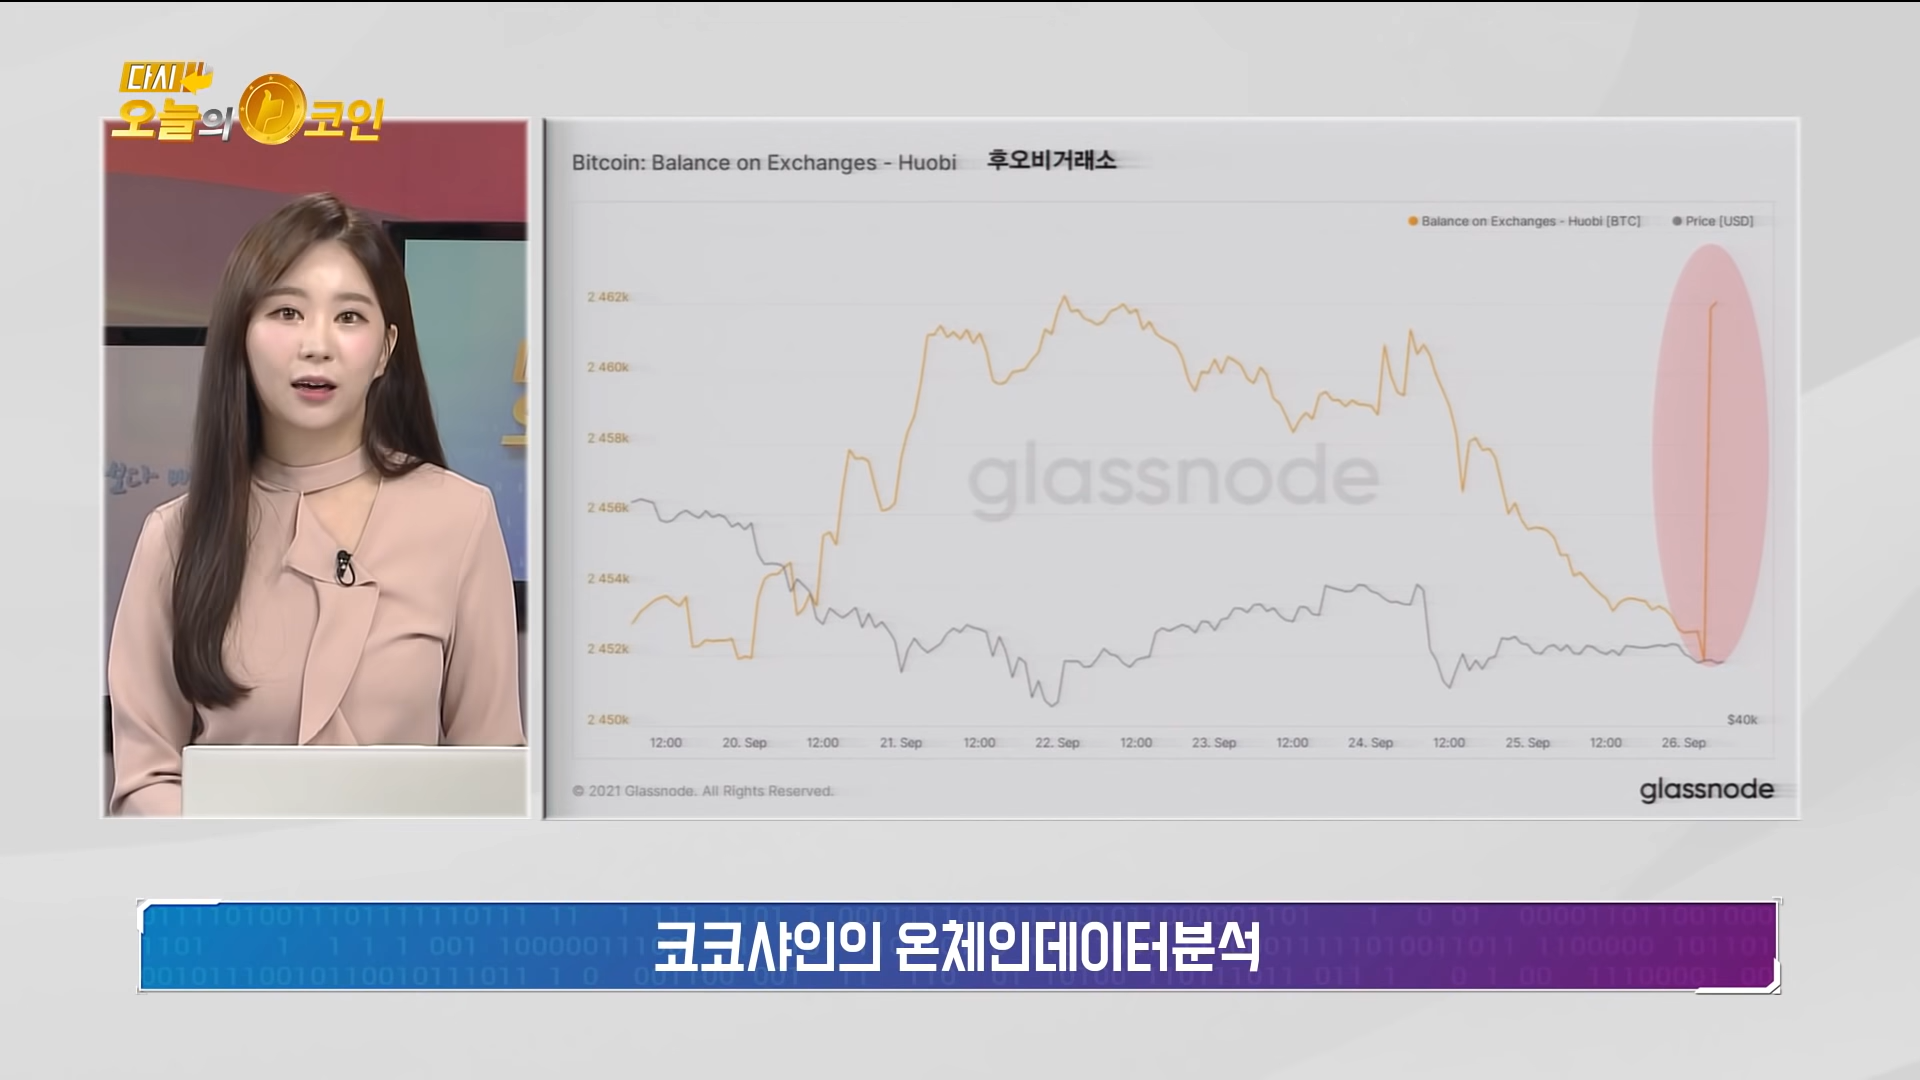 다시
오늘의 코인
Bitcoin: Balance on Exchanges - Huobi 후오비거래소
Balance on Exchanges - Huobi [BTC] Price [USD]
2 462k
2 460k
2 458k
2 456k
2 454k
2 452k
2 450k
$40k
glassnode
12:00 20. Sep 12:00 21. Sep 12:00 22. Sep 12:00 23. Sep 12:00 24. Sep 12:00 25. Sep 12:00 26. Sep
© 2021 Glassnode. All Rights Reserved.
glassnode
코코샤인의 온체인데이터분석